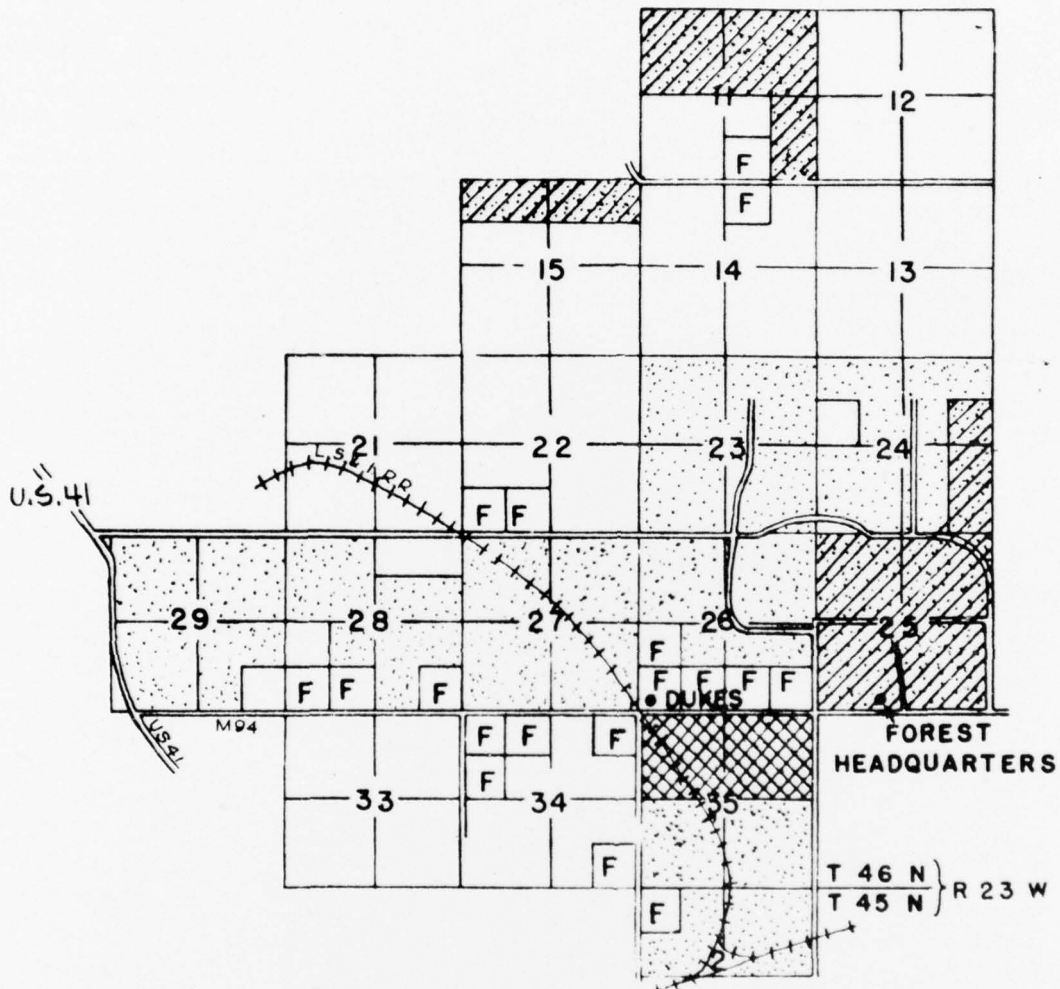 11 12
F
F
15 14 13
21 22 23 24
L.S.& I.R.R.
U.S.41
F F
29 28 27 26 25
F
F F F F F F F
DUKES
M94
US41
FOREST
HEADQUARTERS
F F F
F
33 34 35
F
T 46 N
T 45 N
R 23 W
F
2